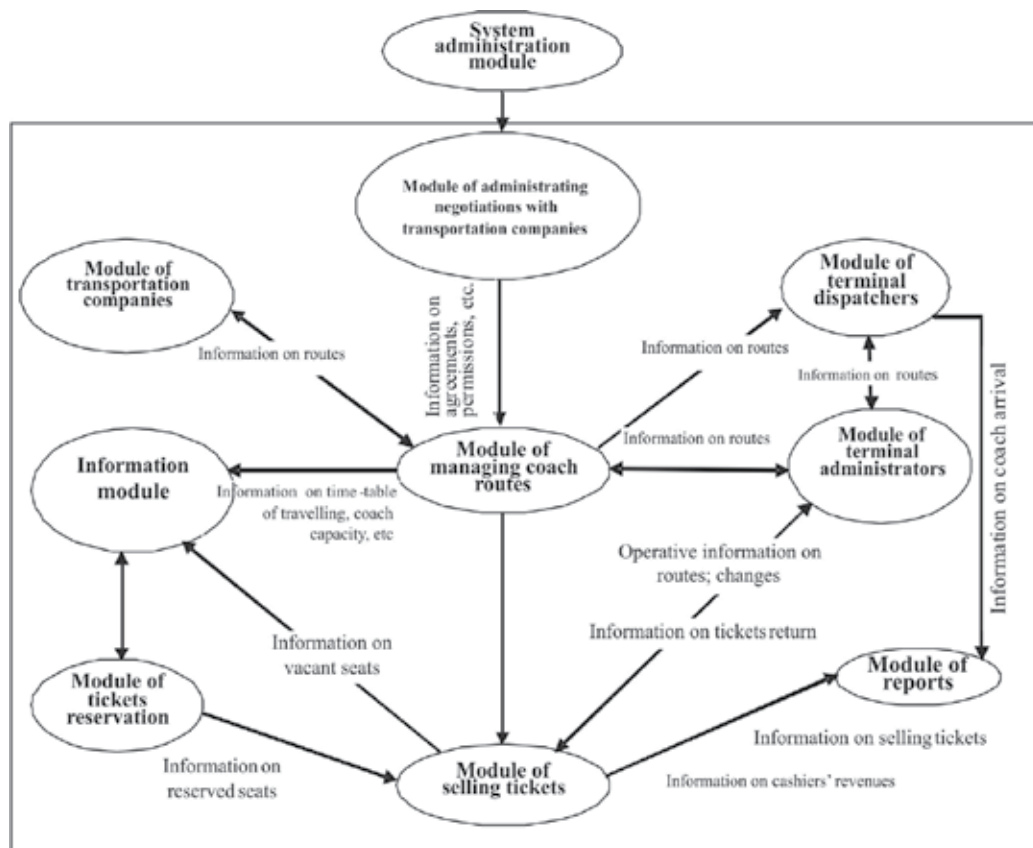 System
administration
module
Module of administrating
negotiations with
transportation companies
Module of
transportation
companies
Module of
terminal
dispatchers
Information on
agreements,
permissions, etc.
Information on routes
Information on routes
Information on routes
Information on coach arrival
Module of
managing coach
routes
Information on routes
Module of
terminal
administrators
Information
module
Information on time-table
of travelling, coach
capacity, etc
Operative information on
routes; changes
Information on
vacant seats
Information on tickets return
Module of
tickets
reservation
Module of
reports
Information on selling tickets
Information on
reserved seats
Module of
selling tickets
Information on cashiers' revenues